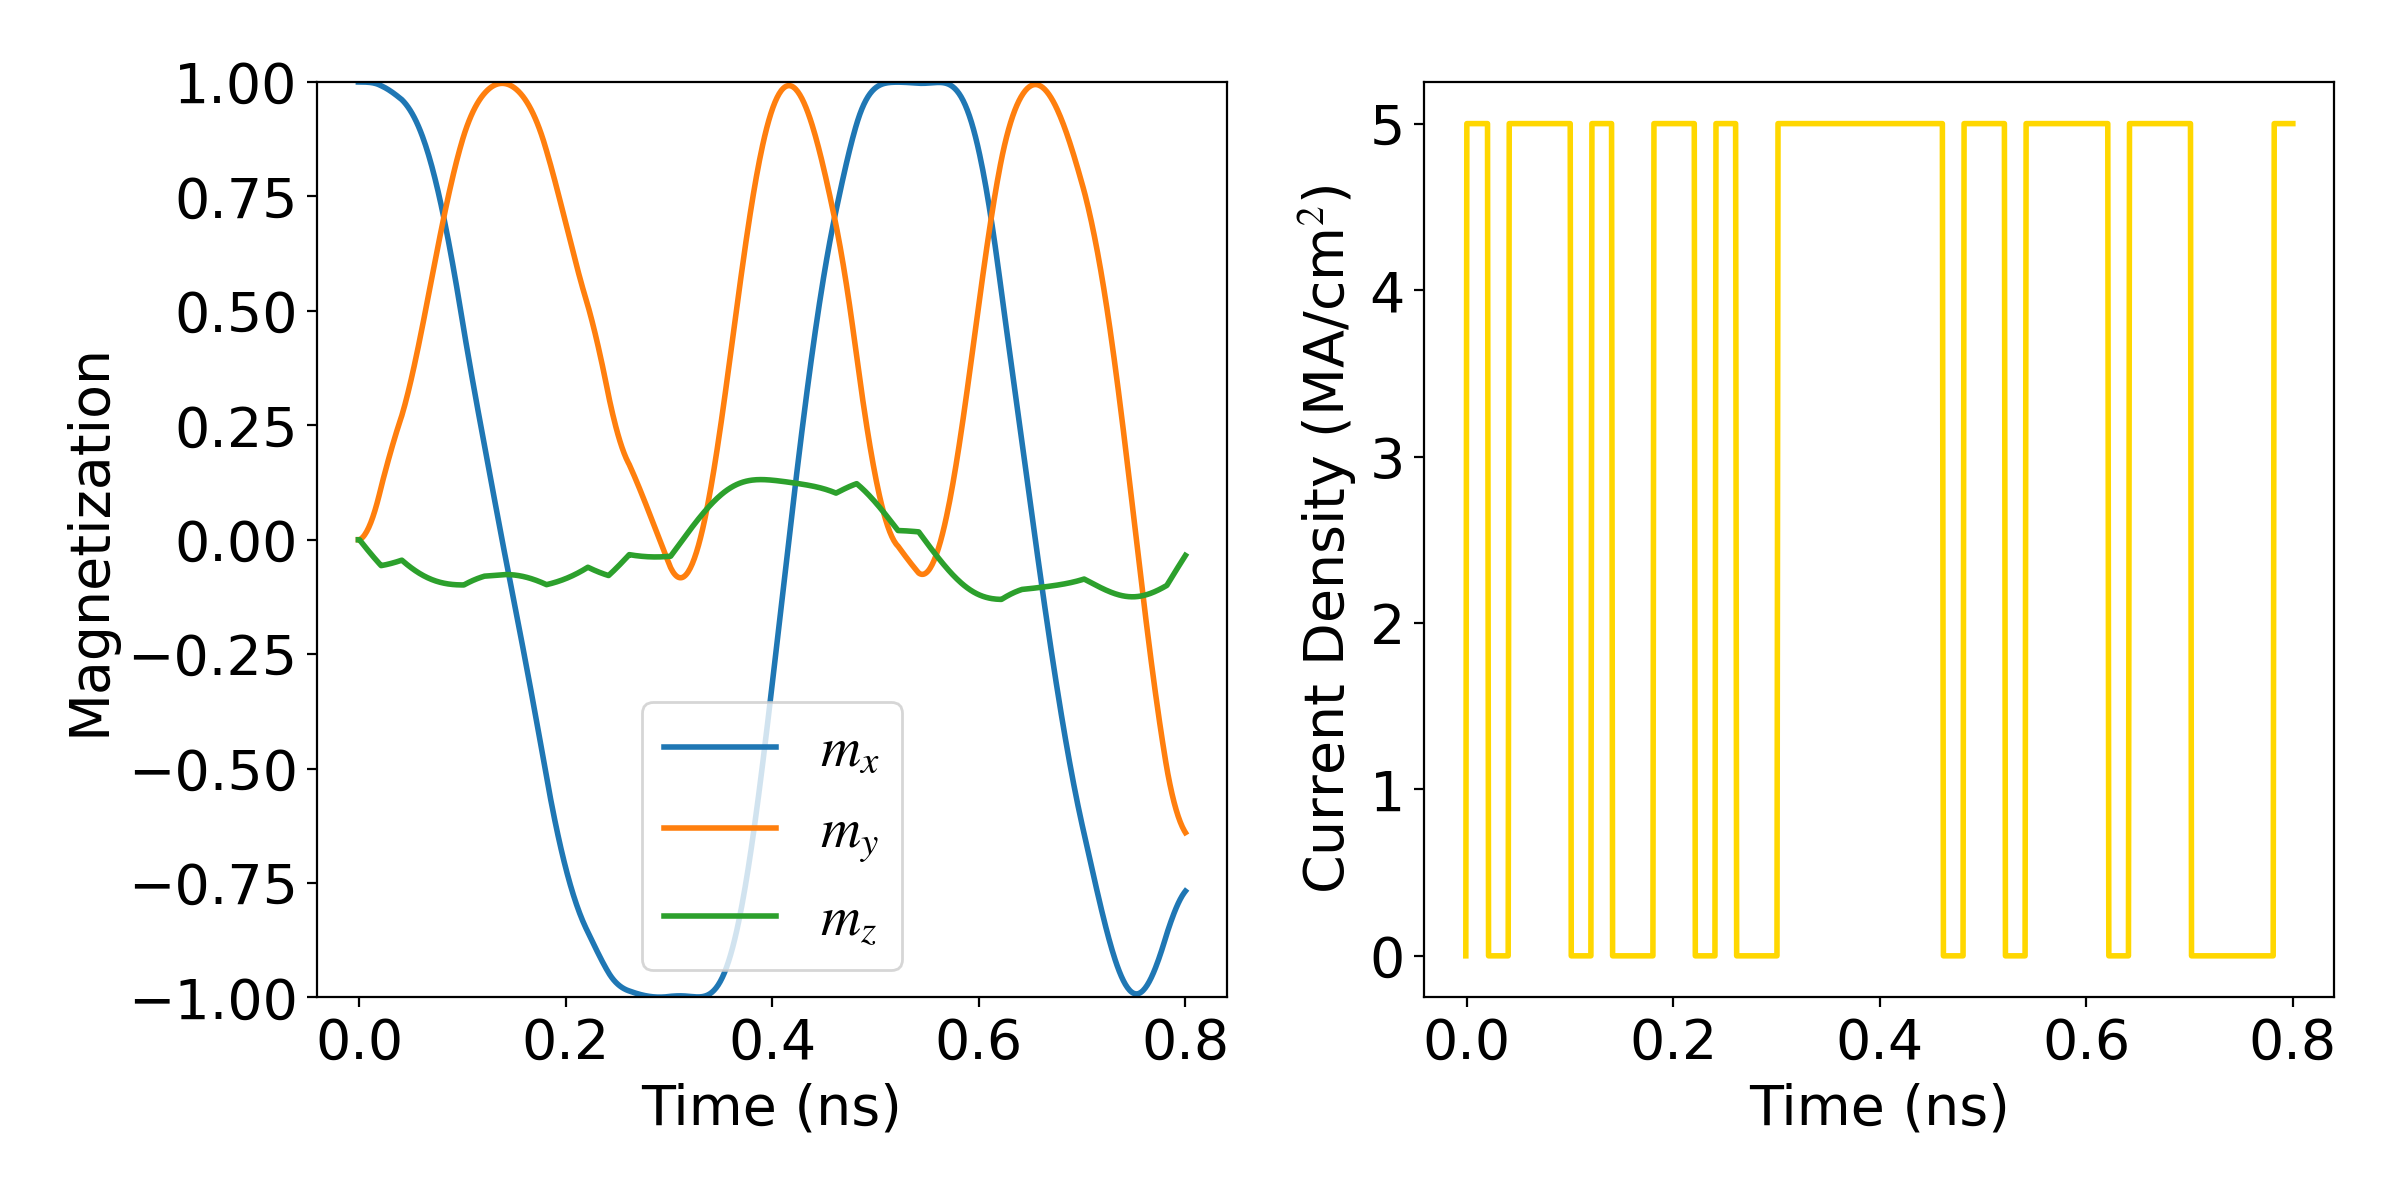 1.00
0.75
0.50
0.25
0.00
−0.25
−0.50
−0.75
−1.00
Magnetization
0.0 0.2 0.4 0.6 0.8
Time (ns)
m_x
m_y
m_z
5
4
3
2
1
0
Current Density (MA/cm²)
0.0 0.2 0.4 0.6 0.8
Time (ns)